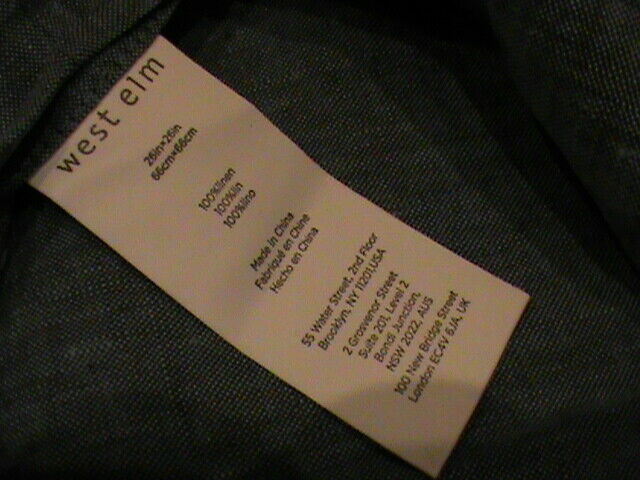 west elm
26in×26in
66cm×66cm
100%linen
100%lin
100%lino
Made in China
Fabriqué en Chine
Hecho en China
55 Water Street, 2nd Floor
Brooklyn, NY 11201.USA
2 Grosvenor Street
Suite 201, Level 2
Bondi Junction,
NSW 2022, AUS
100 New Bridge Street
London EC4V 6JA, UK